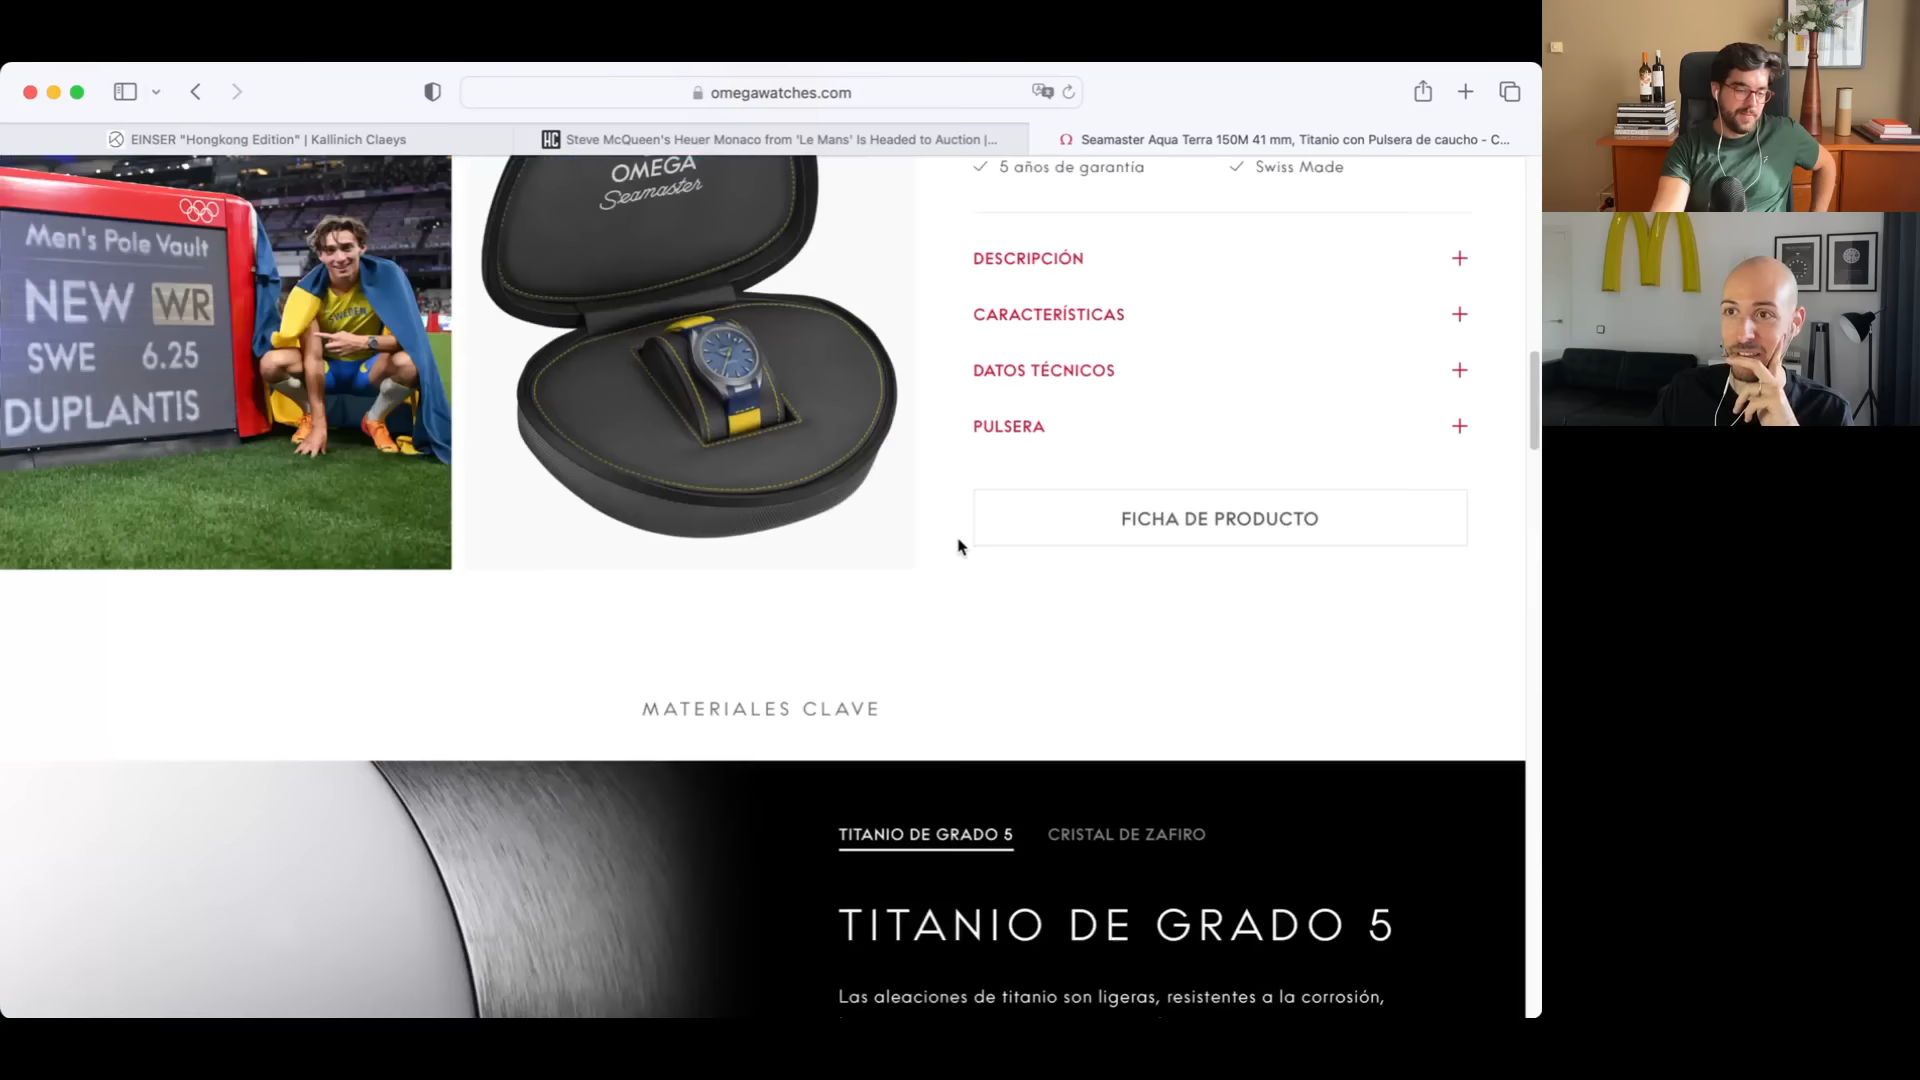 omegawatches.com
EINSER "Hongkong Edition" | Kallinich Claeys
HC
Steve McQueen's Heuer Monaco from 'Le Mans' Is Headed to Auction |...
Seamaster Aqua Terra 150M 41 mm, Titanio con Pulsera de caucho - C...
Men's Pole Vault
NEW WR
SWE 6.25
DUPLANTIS
SWEDEN
OMEGA
Seamaster
5 años de garantía
Swiss Made
DESCRIPCIÓN
CARACTERÍSTICAS
DATOS TÉCNICOS
PULSERA
FICHA DE PRODUCTO
MATERIALES CLAVE
TITANIO DE GRADO 5
CRISTAL DE ZAFIRO
TITANIO DE GRADO 5
Las aleaciones de titanio son ligeras, resistentes a la corrosión,